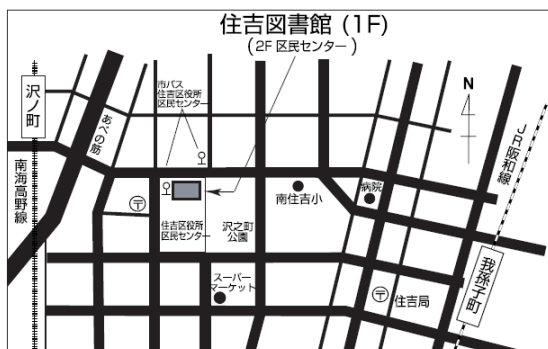 住吉図書館 (1F)
(2F 区民センター)
沢ノ町
市バス
住吉区役所
区民センター
あべの筋
N
JR阪和線
南海高野線
病院
南住吉小
〒
住吉区役所
区民センター
沢之町
公園
我孫子町
スーパー
マーケット
〒 住吉局